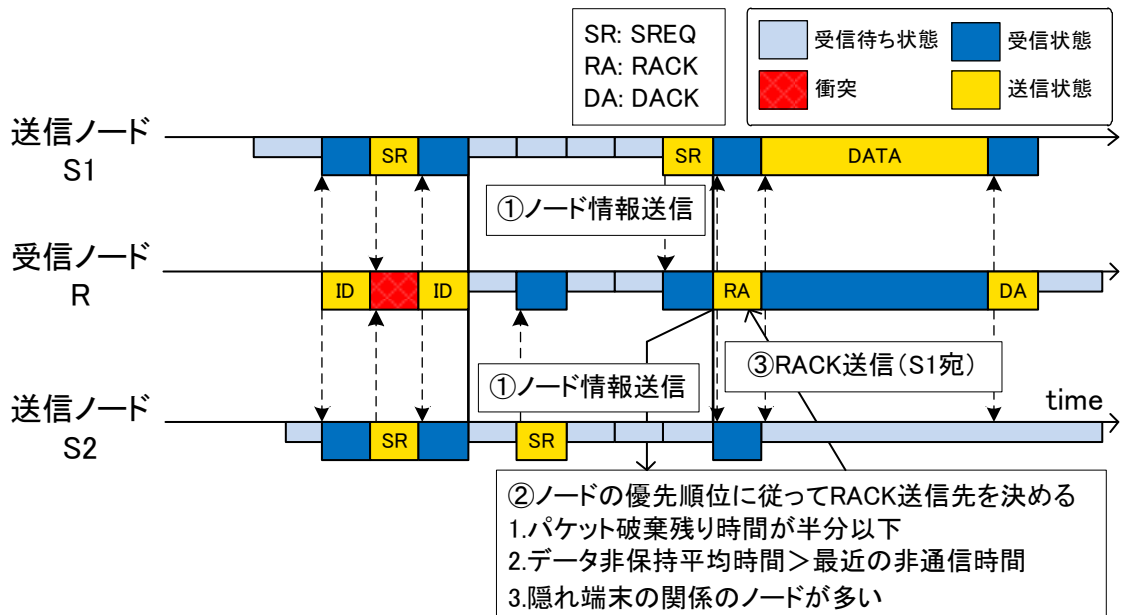 SR: SREQ
RA: RACK
DA: DACK
受信待ち状態
受信状態
衝突
送信状態
送信ノード
S1
SR
SR
DATA
①ノード情報送信
受信ノード
R
ID
ID
RA
DA
①ノード情報送信
③RACK送信(S1宛)
送信ノード
S2
time
SR
SR
②ノードの優先順位に従ってRACK送信先を決める
1.パケット破棄残り時間が半分以下
2.データ非保持平均時間>最近の非通信時間
3.隠れ端末の関係のノードが多い